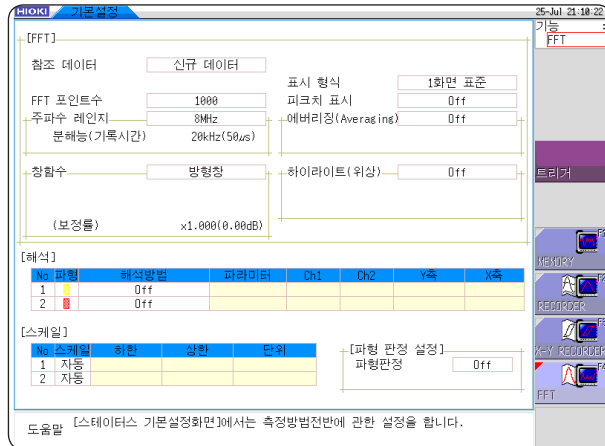 HIOKI 기본설정 25-Jul 21:10:22
기능 :
FFT
[FFT]
참조 데이터 신규 데이터
표시 형식 1화면 표준
FFT 포인트수 1000 피크치 표시 Off
주파수 레인지 8MHz 에버리징(Averaging) Off
분해능(기록시간) 20kHz(50㎲)
창함수 방형창 하이라이트(위상) Off
트리거
(보정률) x1.000(0.00dB)
[해석]
No 파형 해석방법 파라미터 Ch1 Ch2 Y축 X축
1 Off
2 Off
MEMORY
RECORDER
[스케일]
No 스케일 하한 상한 단위
1 자동
2 자동
[파형 판정 설정]
파형판정 Off
X-Y RECORDER
FFT
도움말 [스테이터스 기본설정화면]에서는 측정방법전반에 관한 설정을 합니다.